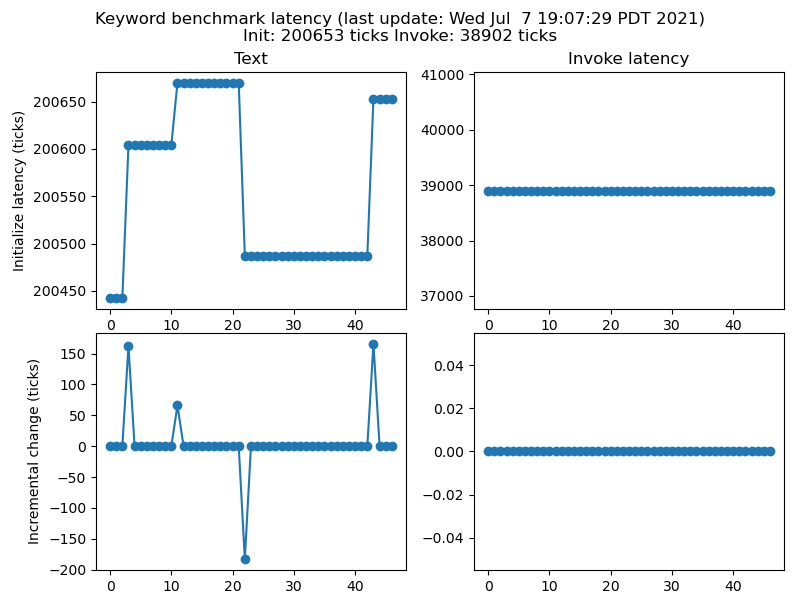 Keyword benchmark latency (last update: Wed Jul  7 19:07:29 PDT 2021)
Init: 200653 ticks Invoke: 38902 ticks
Text
Invoke latency
Initialize latency (ticks)
200650
200600
200550
200500
200450
0 10 20 30 40
41000
40000
39000
38000
37000
0 10 20 30 40
Incremental change (ticks)
150
100
50
0
−50
−100
−150
−200
0 10 20 30 40
0.04
0.02
0.00
−0.02
−0.04
0 10 20 30 40